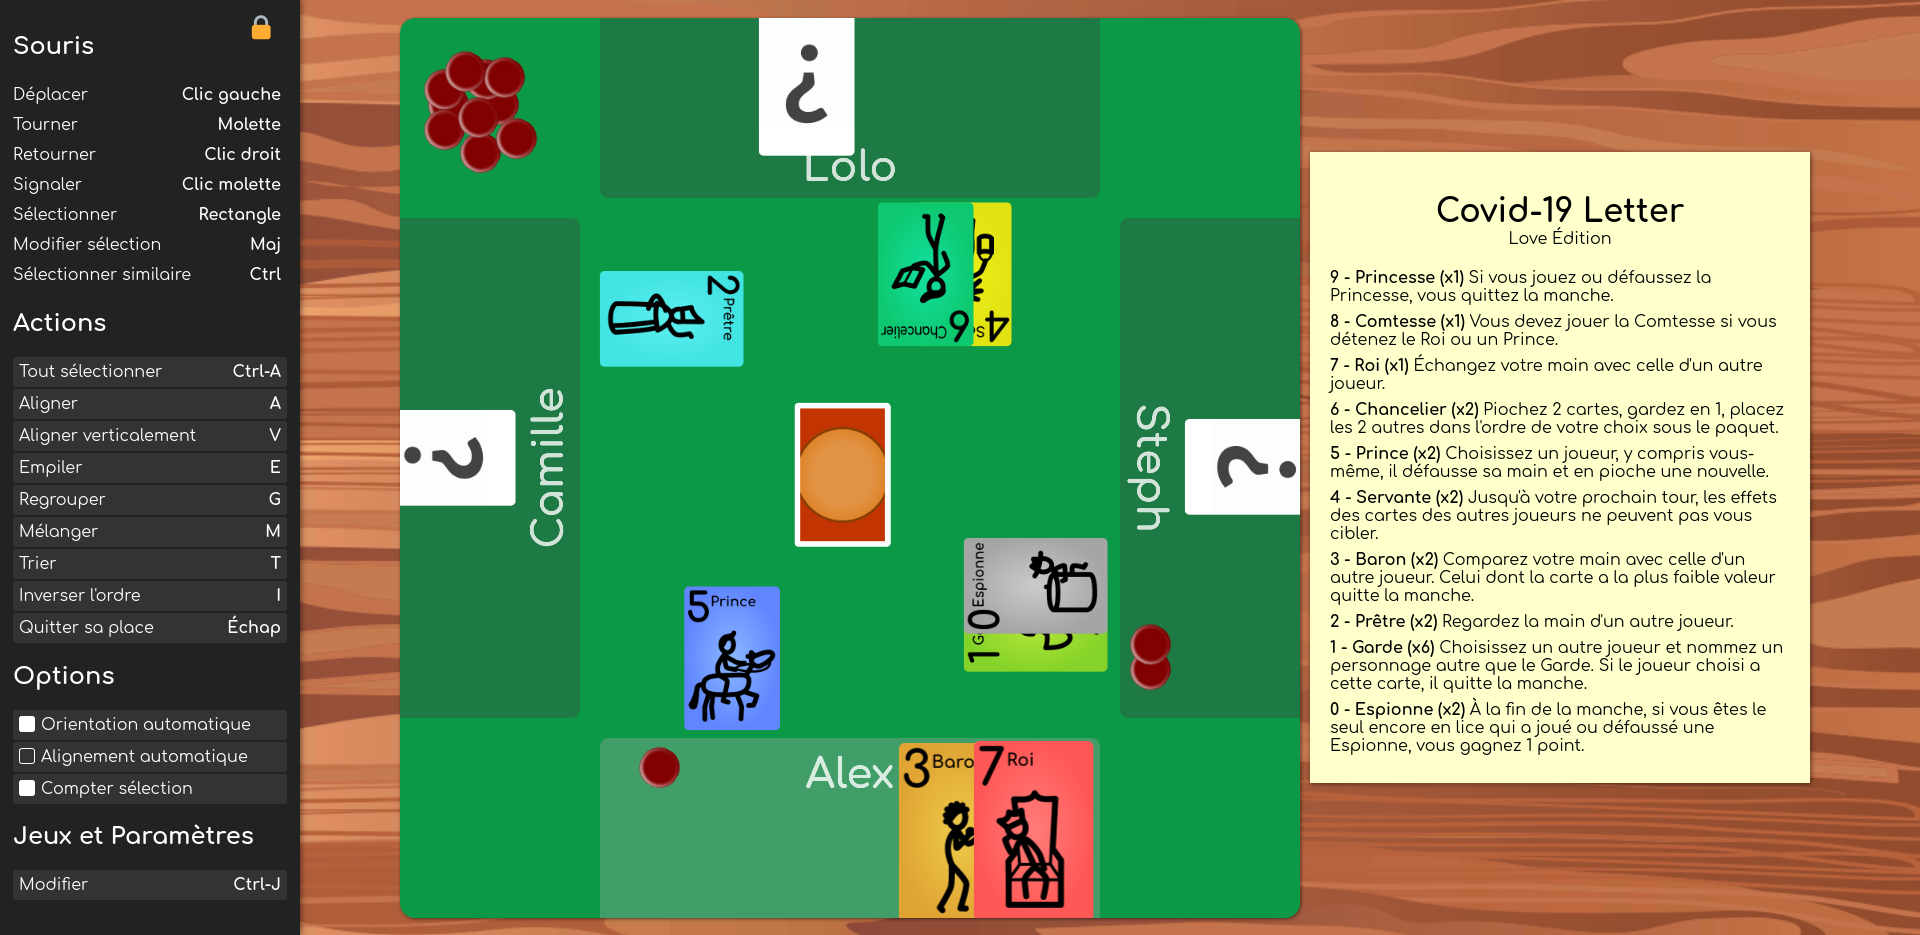 Souris
Déplacer Clic gauche
Tourner Molette
Retourner Clic droit
Signaler Clic molette
Sélectionner Rectangle
Modifier sélection Maj
Sélectionner similaire Ctrl
Actions
Tout sélectionner Ctrl-A
Aligner A
Aligner verticalement V
Empiler E
Regrouper G
Mélanger M
Trier T
Inverser l'ordre I
Quitter sa place Échap
Options
Orientation automatique
Alignement automatique
Compter sélection
Jeux et Paramètres
Modifier Ctrl-J
¿
Lolo
6 Chancelier
4 S
2 Prêtre
?
Camille
Steph
?
0 Espionne
1 G
5 Prince
Alex
3 Baro
7 Roi
Covid-19 Letter
Love Édition
9 - Princesse (x1) Si vous jouez ou défaussez la
Princesse, vous quittez la manche.
8 - Comtesse (x1) Vous devez jouer la Comtesse si vous
détenez le Roi ou un Prince.
7 - Roi (x1) Échangez votre main avec celle d'un autre
joueur.
6 - Chancelier (x2) Piochez 2 cartes, gardez en 1, placez
les 2 autres dans l'ordre de votre choix sous le paquet.
5 - Prince (x2) Choisissez un joueur, y compris vous-
même, il défausse sa main et en pioche une nouvelle.
4 - Servante (x2) Jusqu'à votre prochain tour, les effets
des cartes des autres joueurs ne peuvent pas vous
cibler.
3 - Baron (x2) Comparez votre main avec celle d'un
autre joueur. Celui dont la carte a la plus faible valeur
quitte la manche.
2 - Prêtre (x2) Regardez la main d'un autre joueur.
1 - Garde (x6) Choisissez un autre joueur et nommez un
personnage autre que le Garde. Si le joueur choisi a
cette carte, il quitte la manche.
0 - Espionne (x2) À la fin de la manche, si vous êtes le
seul encore en lice qui a joué ou défaussé une
Espionne, vous gagnez 1 point.